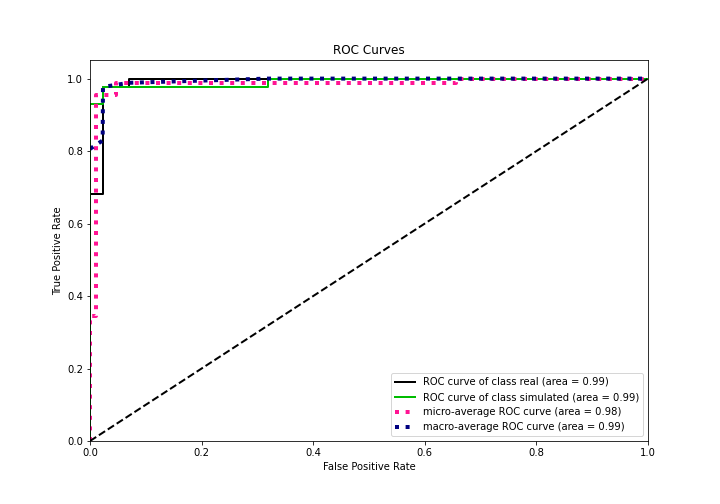 ROC Curves
1.0
0.8
0.6
0.4
0.2
0.0
True Positive Rate
0.0 0.2 0.4 0.6 0.8 1.0
False Positive Rate
ROC curve of class real (area = 0.99)
ROC curve of class simulated (area = 0.99)
micro-average ROC curve (area = 0.98)
macro-average ROC curve (area = 0.99)